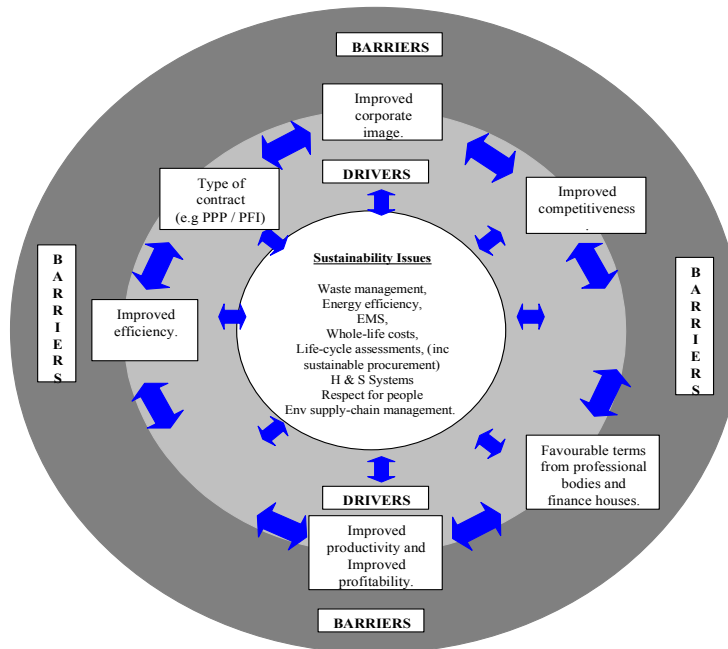 BARRIERS
Improved
corporate
image.
DRIVERS
Type of
contract
(e.g PPP / PFI)
Improved
competitiveness
.
BARRIERS
Improved
efficiency.
Sustainability Issues
Waste management,
Energy efficiency,
EMS,
Whole-life costs,
Life-cycle assessments, (inc
sustainable procurement)
H & S Systems
Respect for people
Env supply-chain management.
BARRIERS
Favourable terms
from professional
bodies and
finance houses.
DRIVERS
Improved
productivity and
Improved
profitability.
BARRIERS